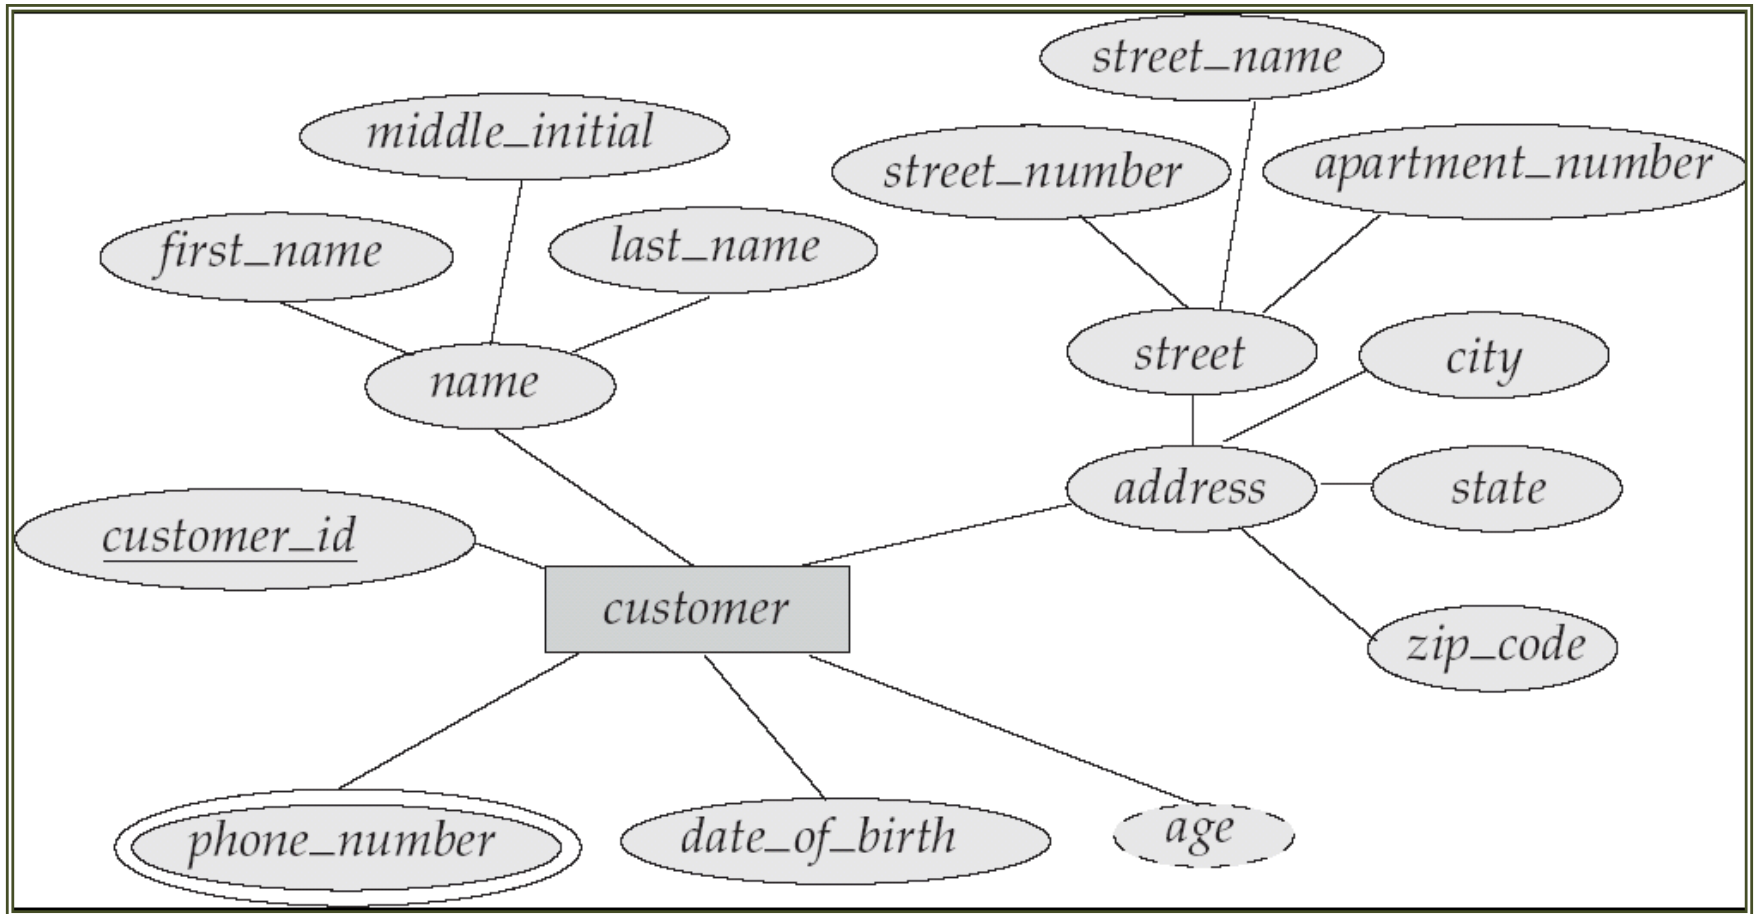 street_name
middle_initial
street_number
apartment_number
first_name
last_name
street
city
name
address
state
customer_id
customer
zip_code
phone_number
date_of_birth
age